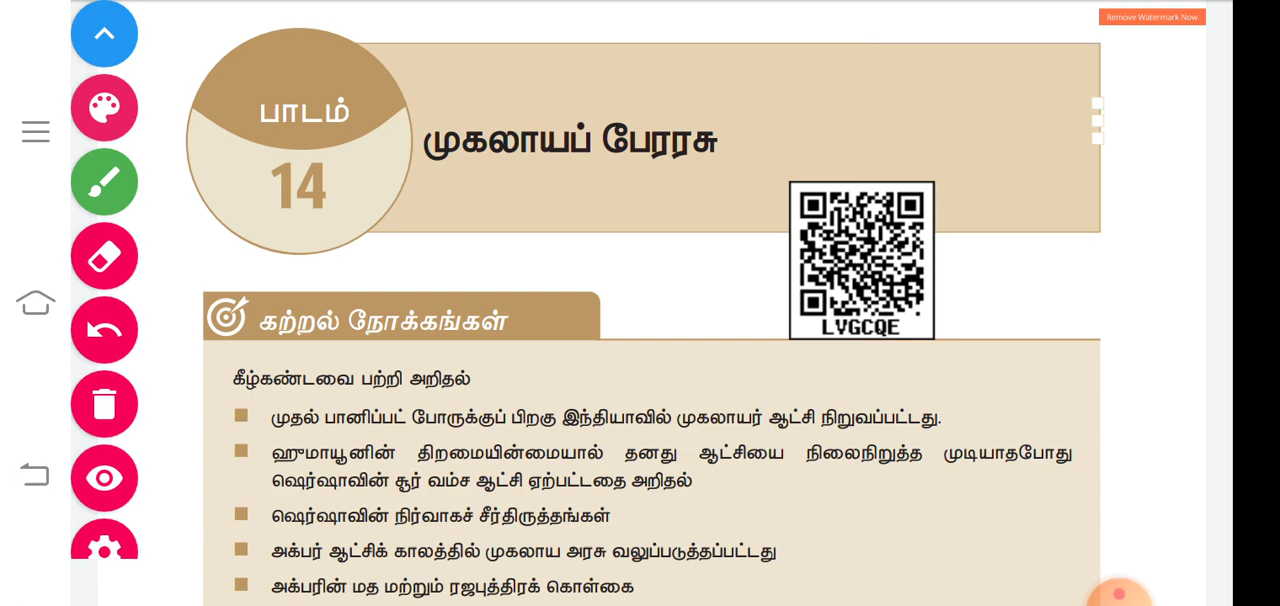 Remove Watermark Now
பாடம்
14
முகலாயப் பேரரசு
LVGCQE
கற்றல் நோக்கங்கள்
கீழ்கண்டவை பற்றி அறிதல்
முதல் பானிப்பட் போருக்குப் பிறகு இந்தியாவில் முகலாயர் ஆட்சி நிறுவப்பட்டது.
ஹுமாயூனின் திறமையின்மையால் தனது ஆட்சியை நிலைநிறுத்த முடியாதபோது
ஷெர்ஷாவின் சூர் வம்ச ஆட்சி ஏற்பட்டதை அறிதல்
ஷெர்ஷாவின் நிர்வாகச் சீர்திருத்தங்கள்
அக்பர் ஆட்சிக் காலத்தில் முகலாய அரசு வலுப்படுத்தப்பட்டது
அக்பரின் மத மற்றும் ரஜபுத்திரக் கொள்கை